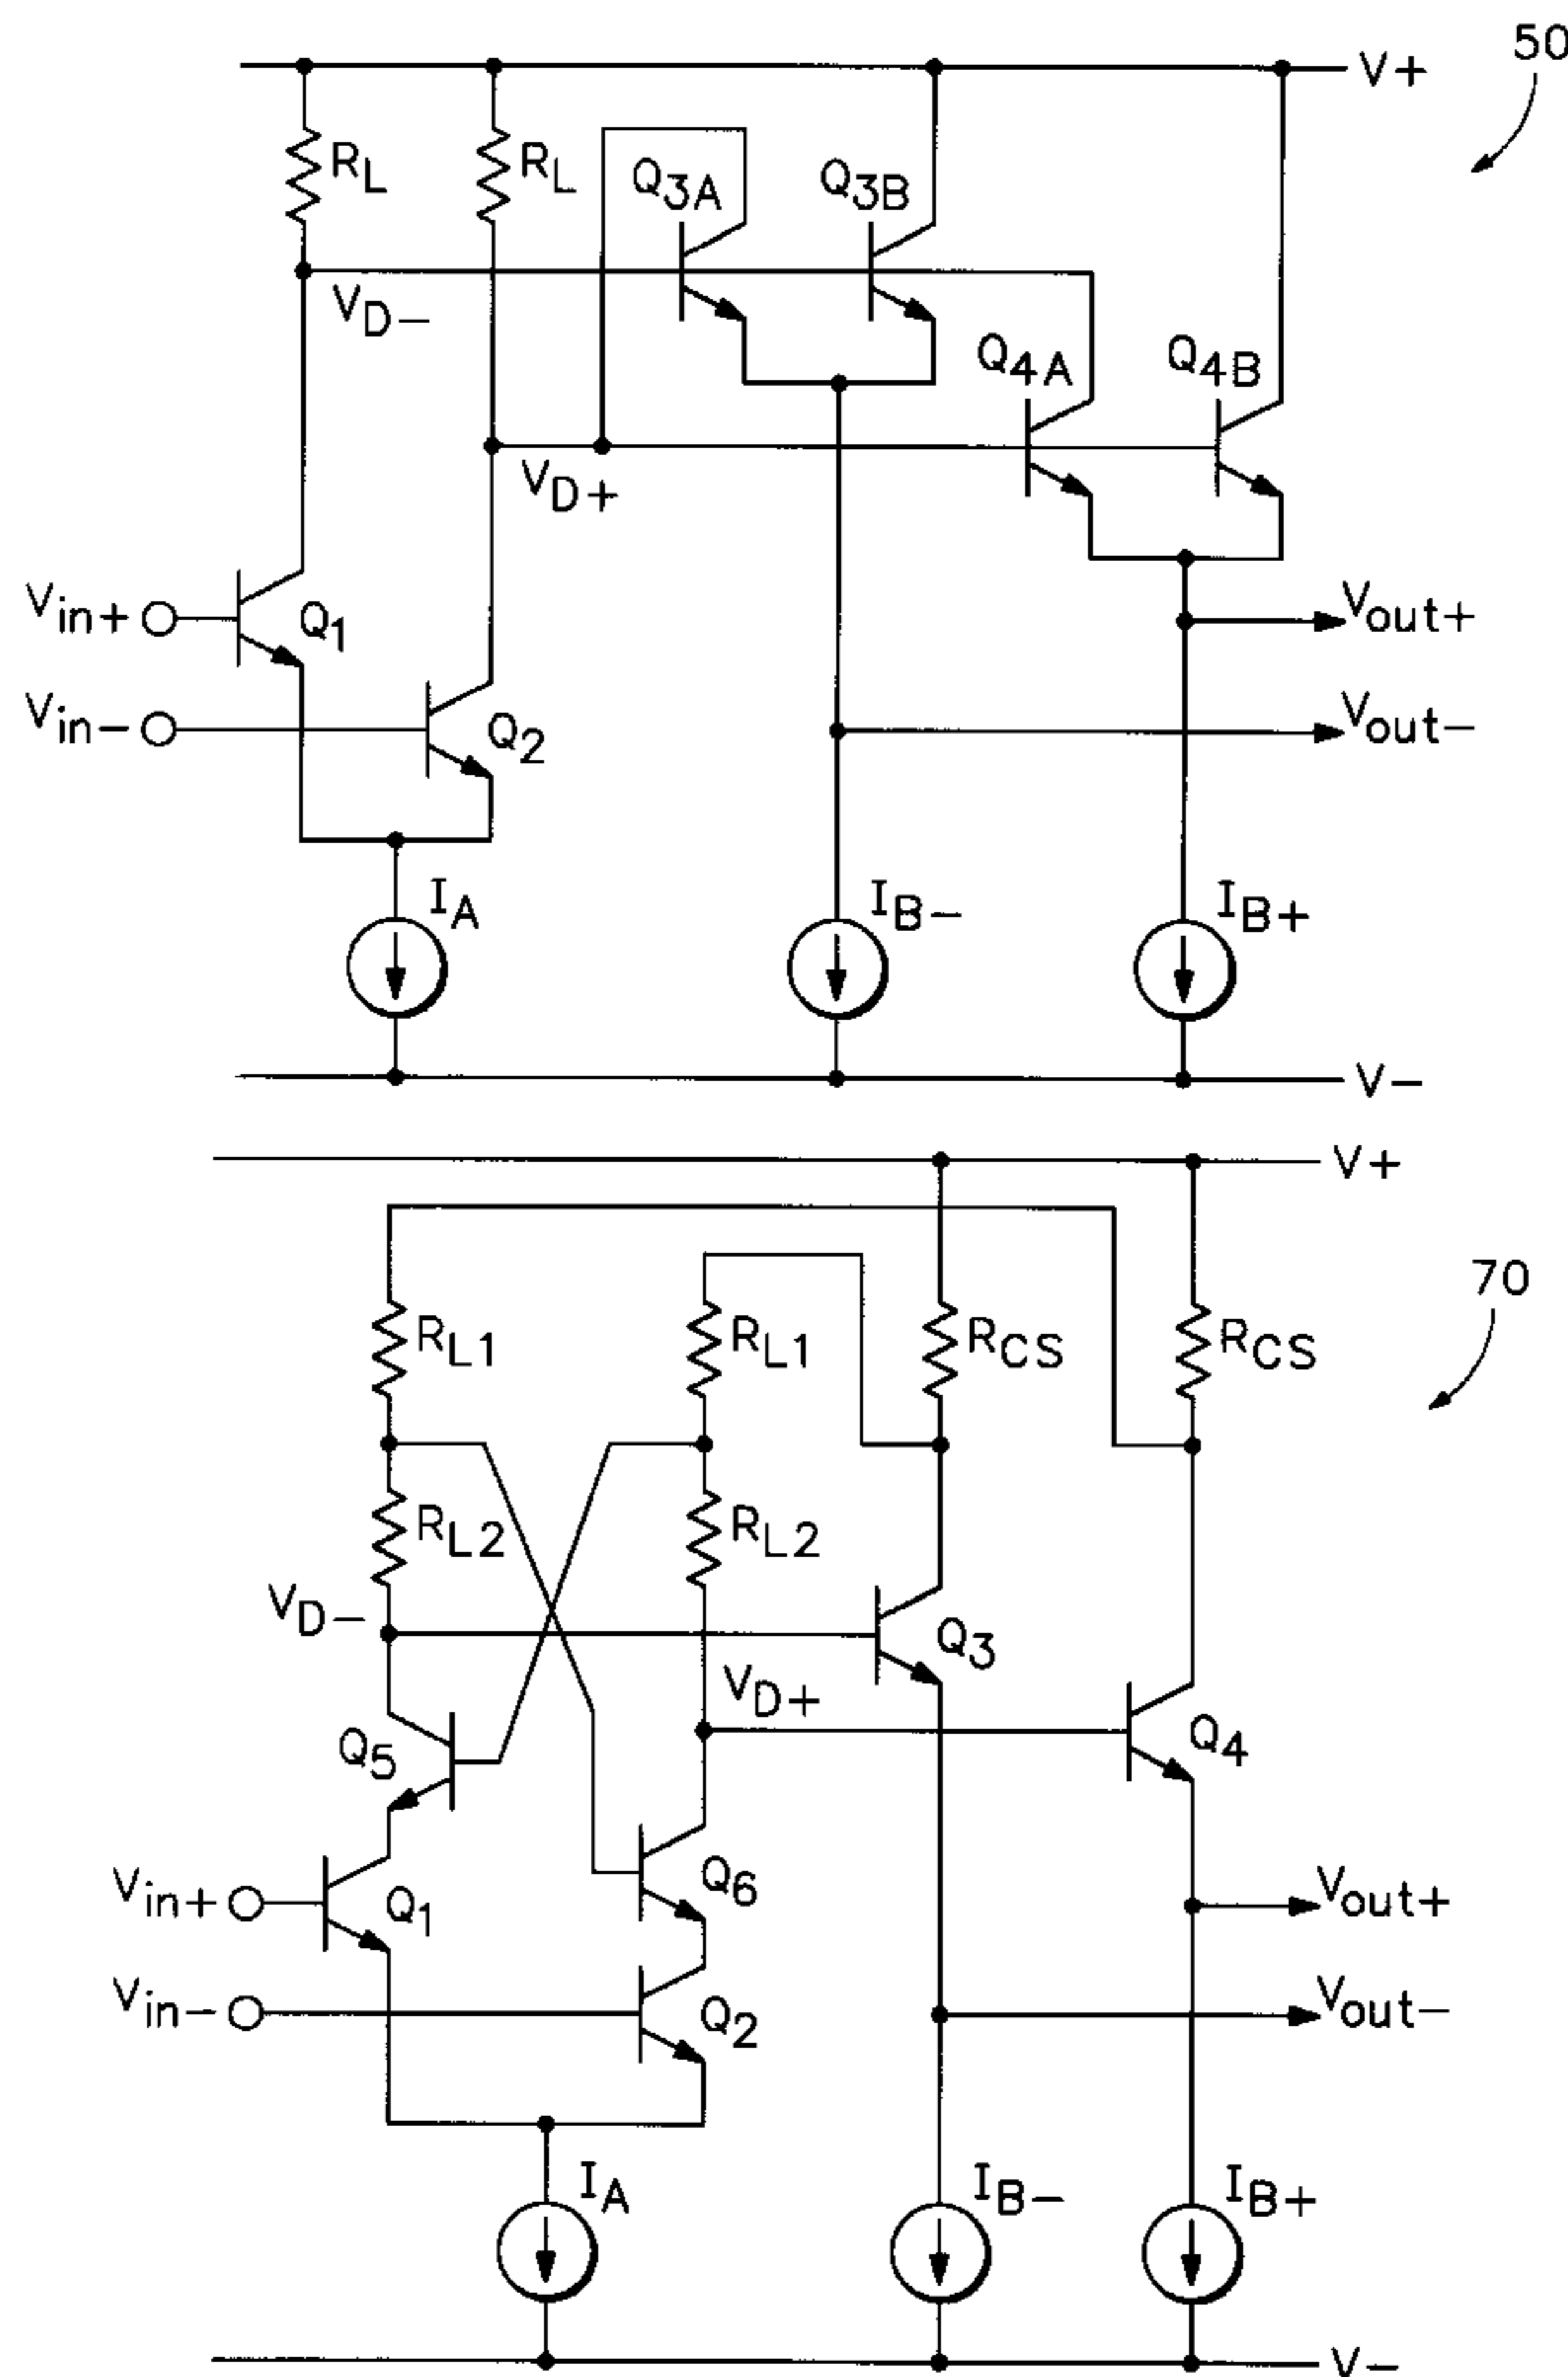 50
V+
RL
RL
Q3A
Q3B
VD-
Q4A
Q4B
VD+
Vin+
Q1
Vout+
Vin-
Q2
Vout-
IA
IB-
IB+
V-
V+
70
RL1
RL1
RCS
RCS
RL2
RL2
VD-
Q3
VD+
Q5
Q4
Vin+
Q1
Q6
Vout+
Vin-
Q2
Vout-
IA
IB-
IB+
V-